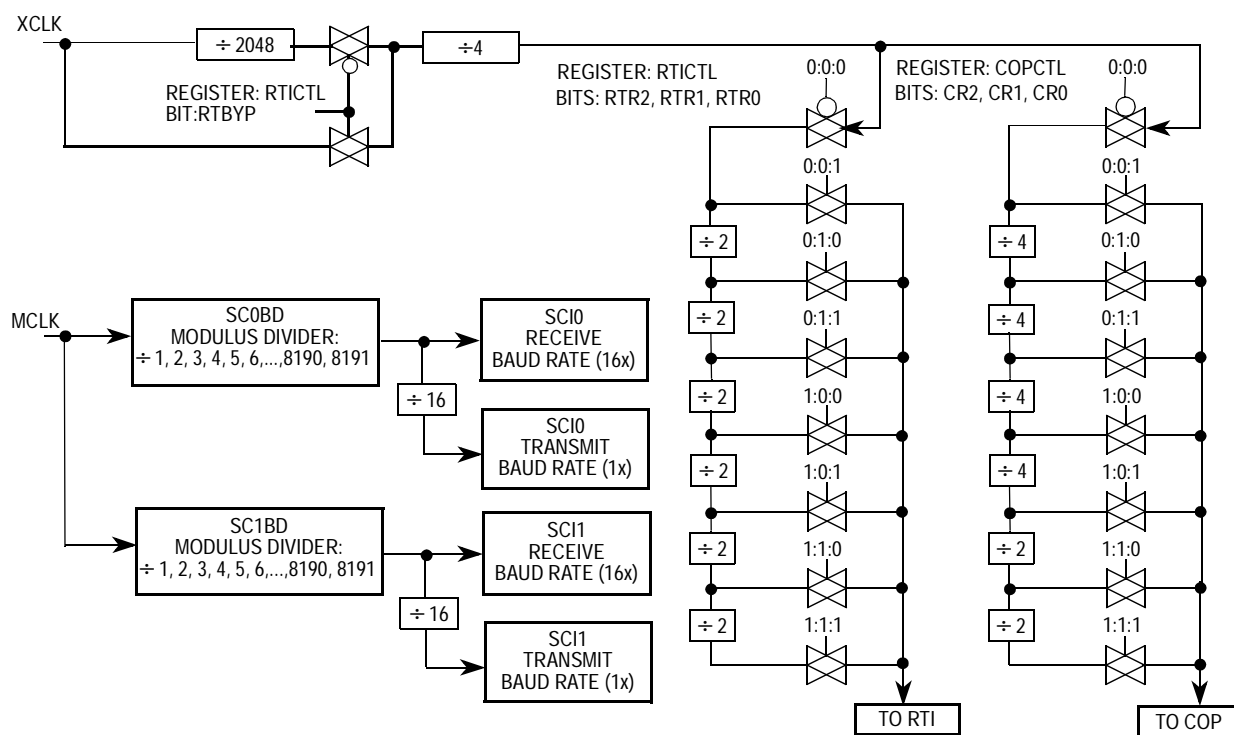 XCLK
÷ 2048
÷4
REGISTER: RTICTL
BIT:RTBYP
REGISTER: RTICTL
BITS: RTR2, RTR1, RTR0
0:0:0
REGISTER: COPCTL
BITS: CR2, CR1, CR0
0:0:0
0:0:1
÷ 2
0:1:0
÷ 2
0:1:1
÷ 2
1:0:0
÷ 2
1:0:1
÷ 2
1:1:0
÷ 2
1:1:1
TO RTI
0:0:1
÷ 4
0:1:0
÷ 4
0:1:1
÷ 4
1:0:0
÷ 4
1:0:1
÷ 2
1:1:0
÷ 2
1:1:1
TO COP
MCLK
SC0BD
MODULUS DIVIDER:
÷ 1, 2, 3, 4, 5, 6,...,8190, 8191
SCI0
RECEIVE
BAUD RATE (16x)
÷ 16
SCI0
TRANSMIT
BAUD RATE (1x)
SC1BD
MODULUS DIVIDER:
÷ 1, 2, 3, 4, 5, 6,...,8190, 8191
SCI1
RECEIVE
BAUD RATE (16x)
÷ 16
SCI1
TRANSMIT
BAUD RATE (1x)